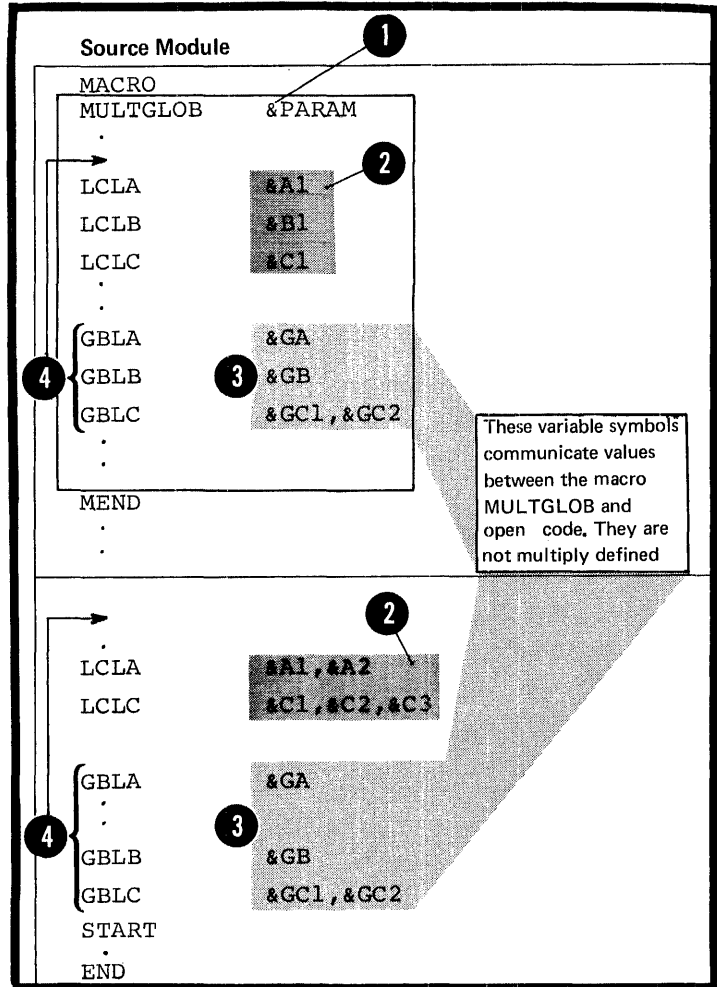 Source Module
1
MACRO
MULTGLOB &PARAM
.
2
LCLA &A1
LCLB &B1
LCLC &C1
.
.
GBLA &GA
4 GBLB 3 &GB
GBLC &GC1,&GC2
.
.
These variable symbols
communicate values
between the macro
MULTGLOB and
open code. They are
not multiply defined
MEND
.
.
2
.
LCLA &A1,&A2
LCLC &C1,&C2,&C3
GBLA &GA
.
.
4 3
GBLB &GB
GBLC &GC1,&GC2
START
.
END